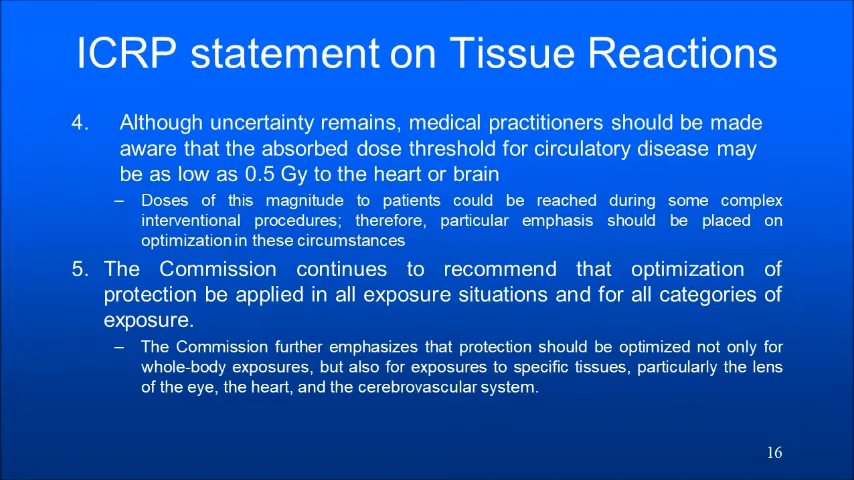 ICRP statement on Tissue Reactions
4. Although uncertainty remains, medical practitioners should be made
aware that the absorbed dose threshold for circulatory disease may
be as low as 0.5 Gy to the heart or brain
– Doses of this magnitude to patients could be reached during some complex
interventional procedures; therefore, particular emphasis should be placed on
optimization in these circumstances
5. The Commission continues to recommend that optimization of
protection be applied in all exposure situations and for all categories of
exposure.
– The Commission further emphasizes that protection should be optimized not only for
whole-body exposures, but also for exposures to specific tissues, particularly the lens
of the eye, the heart, and the cerebrovascular system.
16